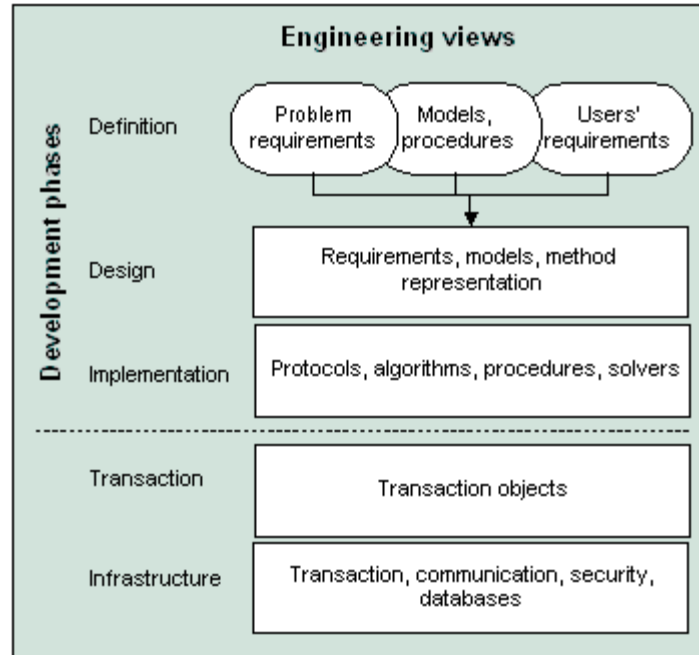 Engineering views
Development phases
Definition
Problem
requirements
Models,
procedures
Users'
requirements
Design
Requirements, models, method
representation
Implementation
Protocols, algorithms, procedures, solvers
Transaction
Transaction objects
Infrastructure
Transaction, communication, security,
databases